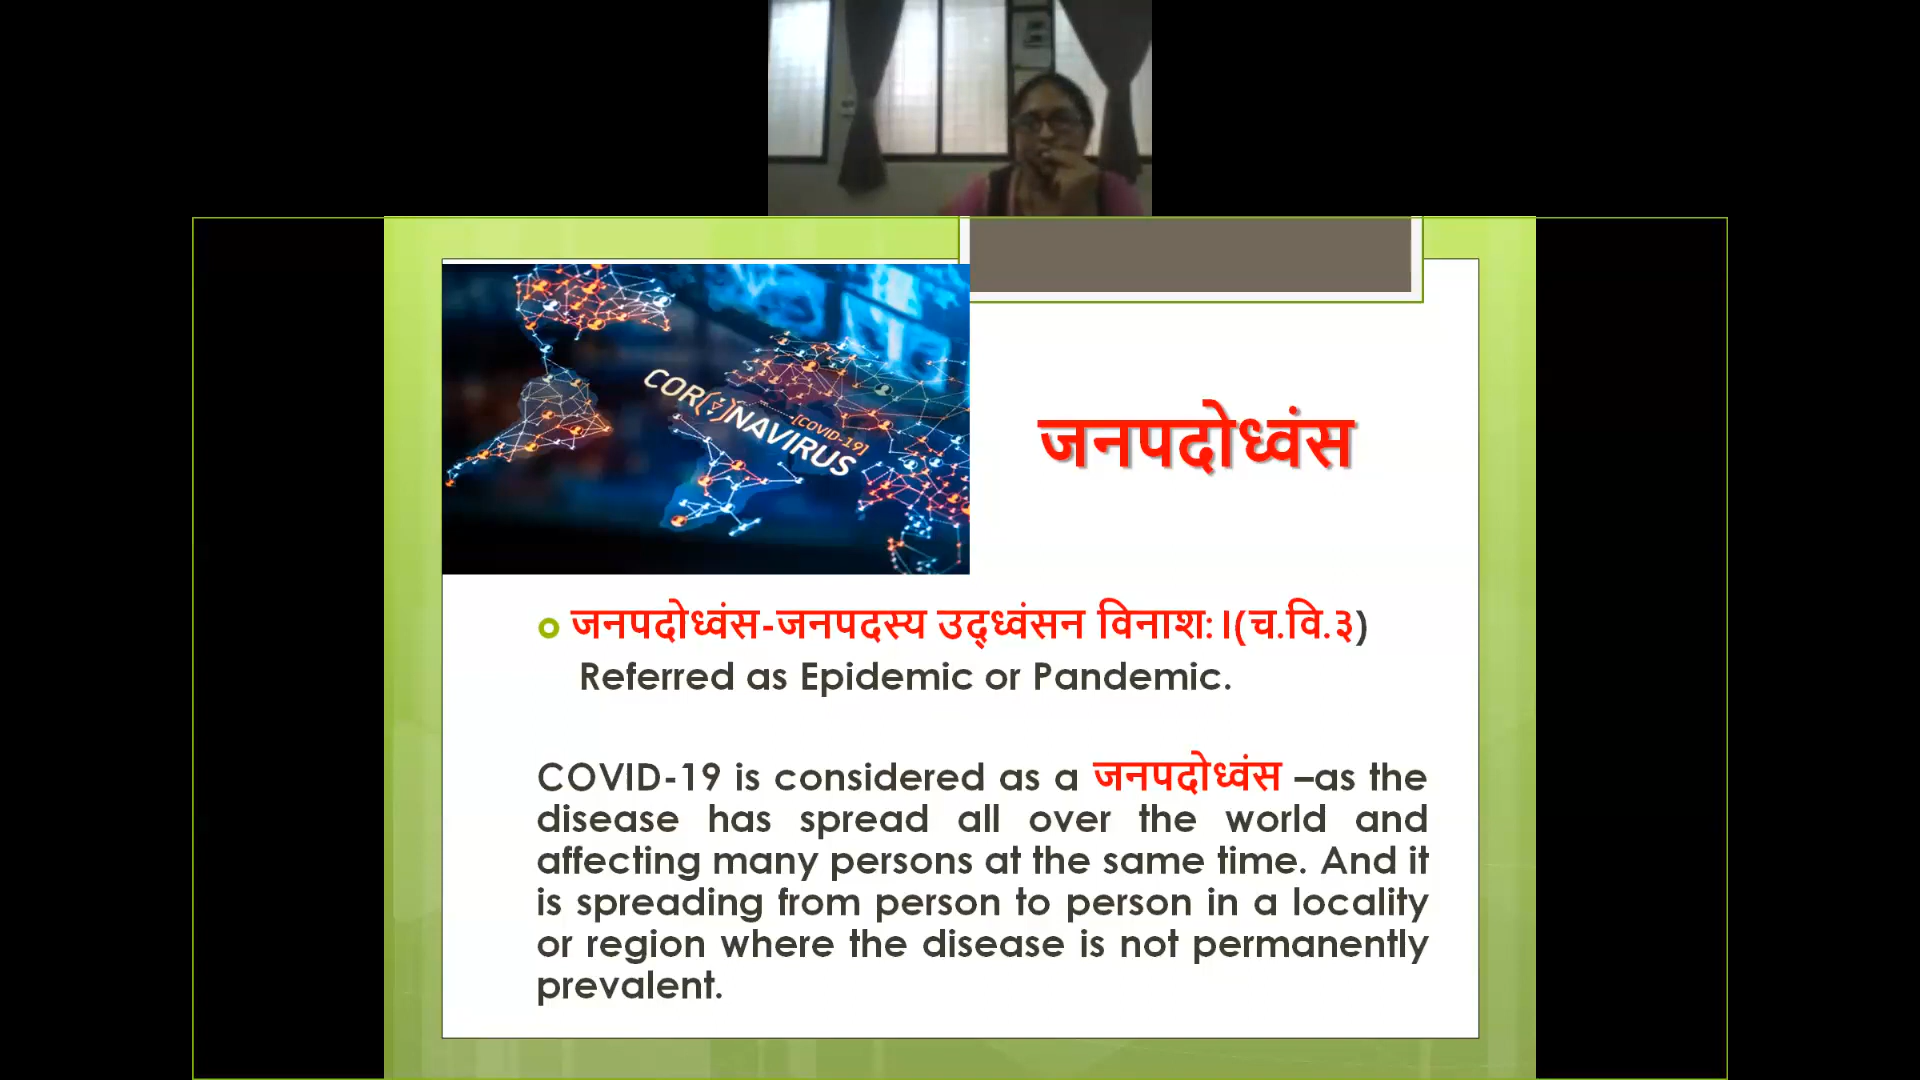 CORONAVIRUS
[COVID-19]
जनपदोध्वंस
जनपदोध्वंस-जनपदस्य उद्ध्वंसन विनाश:।(च.वि.३)
Referred as Epidemic or Pandemic.
COVID-19 is considered as a जनपदोध्वंस –as the
disease has spread all over the world and
affecting many persons at the same time. And it
is spreading from person to person in a locality
or region where the disease is not permanently
prevalent.